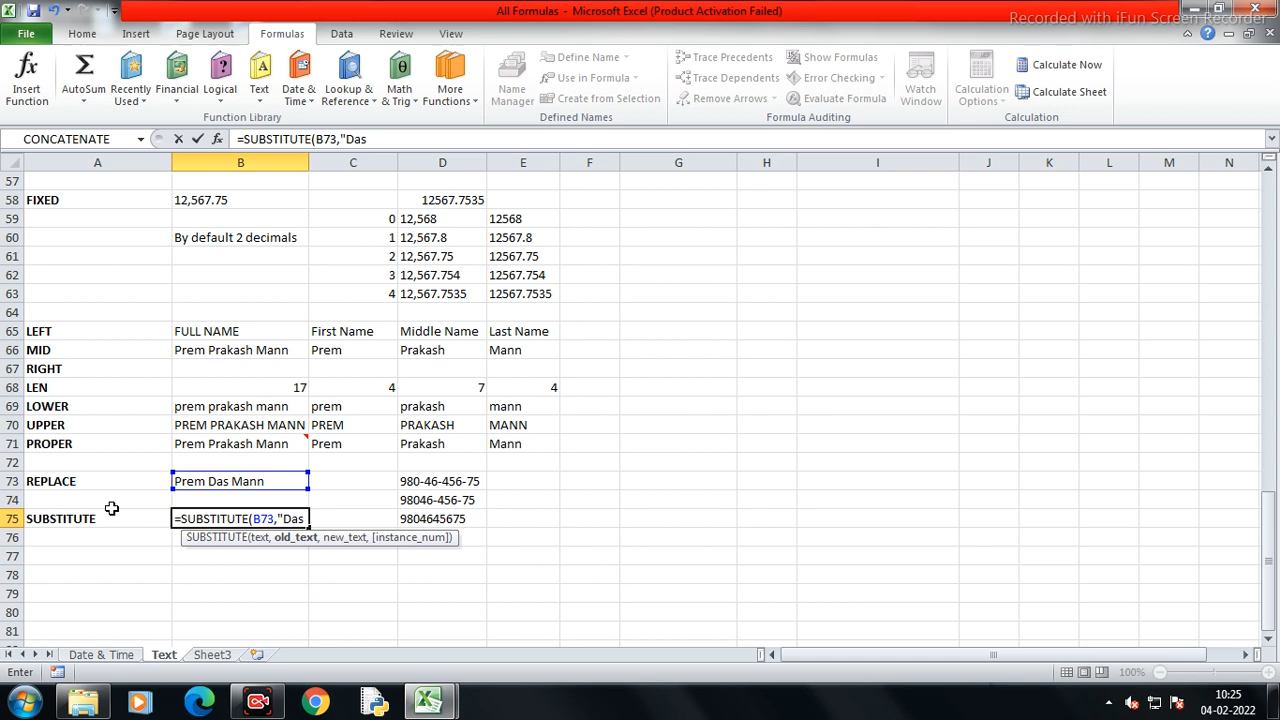 All Formulas - Microsoft Excel (Product Activation Failed)
Recorded with iFun Screen Recorder
File Home Insert Page Layout Formulas Data Review View
Insert Function
AutoSum
Recently Used
Financial
Logical
Text
Date & Time
Lookup & Reference
Math & Trig
More Functions
Function Library
Name Manager
Define Name
Use in Formula
Create from Selection
Defined Names
Trace Precedents
Trace Dependents
Remove Arrows
Show Formulas
Error Checking
Evaluate Formula
Formula Auditing
Watch Window
Calculation Options
Calculate Now
Calculate Sheet
Calculation
CONCATENATE fx =SUBSTITUTE(B73,"Das
A B C D E F G H I J K L M N
57
58 FIXED 12,567.75 12567.7535
59 0 12,568 12568
60 By default 2 decimals 1 12,567.8 12567.8
61 2 12,567.75 12567.75
62 3 12,567.754 12567.754
63 4 12,567.7535 12567.7535
64
65 LEFT FULL NAME First Name Middle Name Last Name
66 MID Prem Prakash Mann Prem Prakash Mann
67 RIGHT
68 LEN 17 4 7 4
69 LOWER prem prakash mann prem prakash mann
70 UPPER PREM PRAKASH MANN PREM PRAKASH MANN
71 PROPER Prem Prakash Mann Prem Prakash Mann
72
73 REPLACE Prem Das Mann 980-46-456-75
74 98046-456-75
75 SUBSTITUTE =SUBSTITUTE(B73,"Das 9804645675
76 SUBSTITUTE(text, old_text, new_text, [instance_num])
77
78
79
80
81
Date & Time Text Sheet3
Enter 100%
10:25
04-02-2022